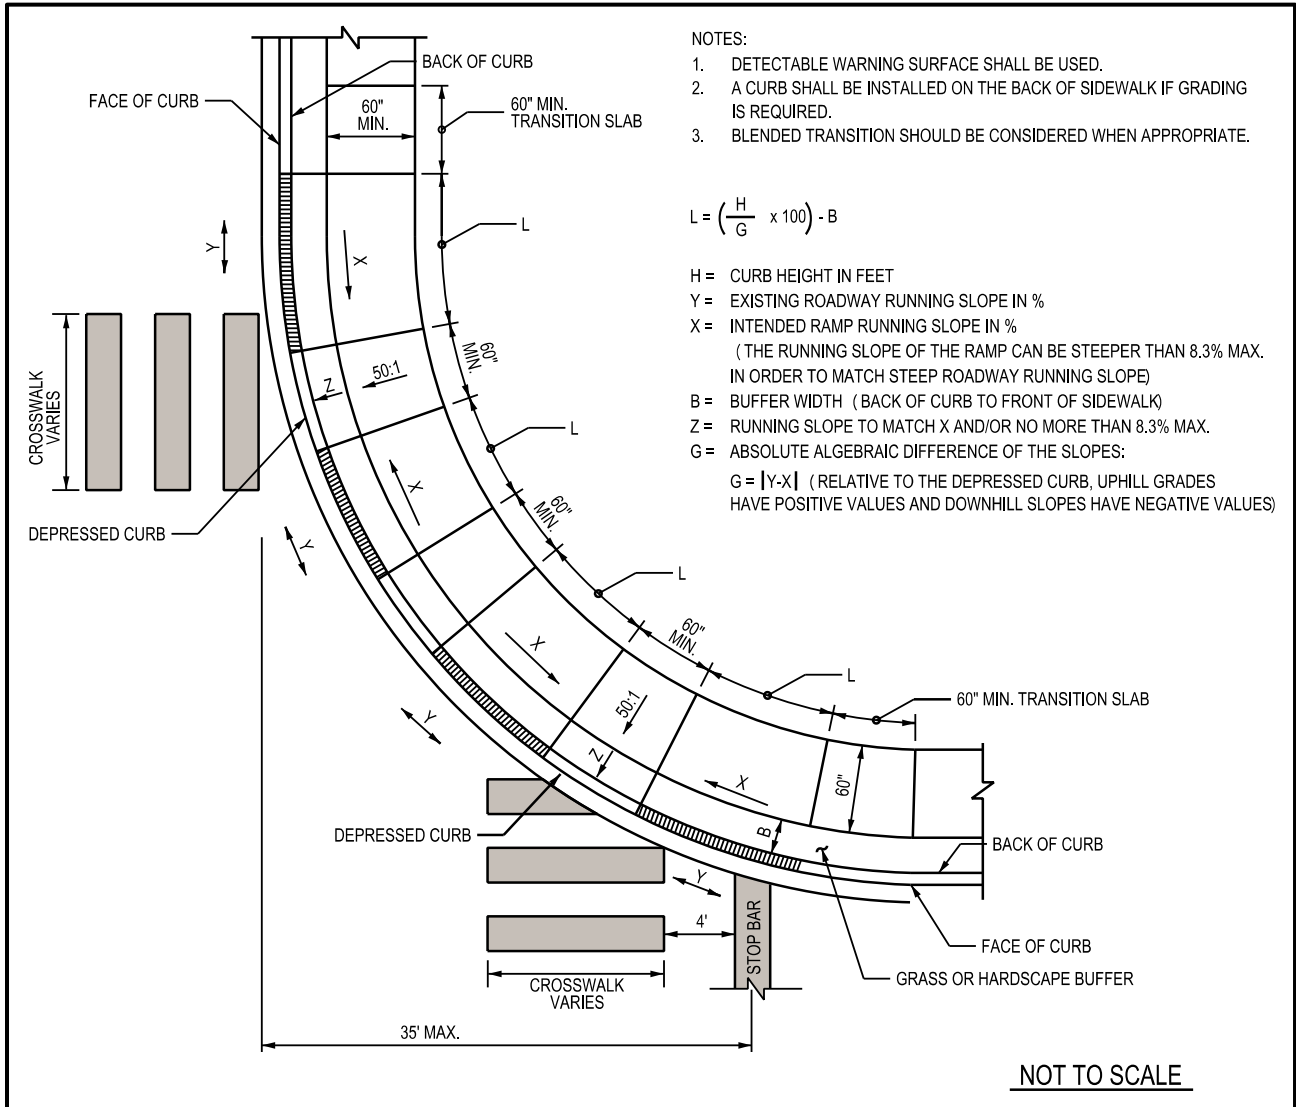 NOTES:
1. DETECTABLE WARNING SURFACE SHALL BE USED.
2. A CURB SHALL BE INSTALLED ON THE BACK OF SIDEWALK IF GRADING
IS REQUIRED.
3. BLENDED TRANSITION SHOULD BE CONSIDERED WHEN APPROPRIATE.
L = (H/G x 100) - B
H = CURB HEIGHT IN FEET
Y = EXISTING ROADWAY RUNNING SLOPE IN %
X = INTENDED RAMP RUNNING SLOPE IN %
(THE RUNNING SLOPE OF THE RAMP CAN BE STEEPER THAN 8.3% MAX.
IN ORDER TO MATCH STEEP ROADWAY RUNNING SLOPE)
B = BUFFER WIDTH (BACK OF CURB TO FRONT OF SIDEWALK)
Z = RUNNING SLOPE TO MATCH X AND/OR NO MORE THAN 8.3% MAX.
G = ABSOLUTE ALGEBRAIC DIFFERENCE OF THE SLOPES:
G = |Y-X| (RELATIVE TO THE DEPRESSED CURB, UPHILL GRADES
HAVE POSITIVE VALUES AND DOWNHILL SLOPES HAVE NEGATIVE VALUES)
BACK OF CURB
FACE OF CURB
60"
MIN.
60" MIN.
TRANSITION SLAB
L
Y
X
60"
MIN.
50:1
Z
CROSSWALK
VARIES
L
DEPRESSED CURB
X
60"
MIN.
Y
L
X
60"
MIN.
50:1
L
60" MIN. TRANSITION SLAB
Y
Z
X
60"
B
DEPRESSED CURB
BACK OF CURB
Y
4'
STOP BAR
FACE OF CURB
GRASS OR HARDSCAPE BUFFER
CROSSWALK
VARIES
35' MAX.
NOT TO SCALE